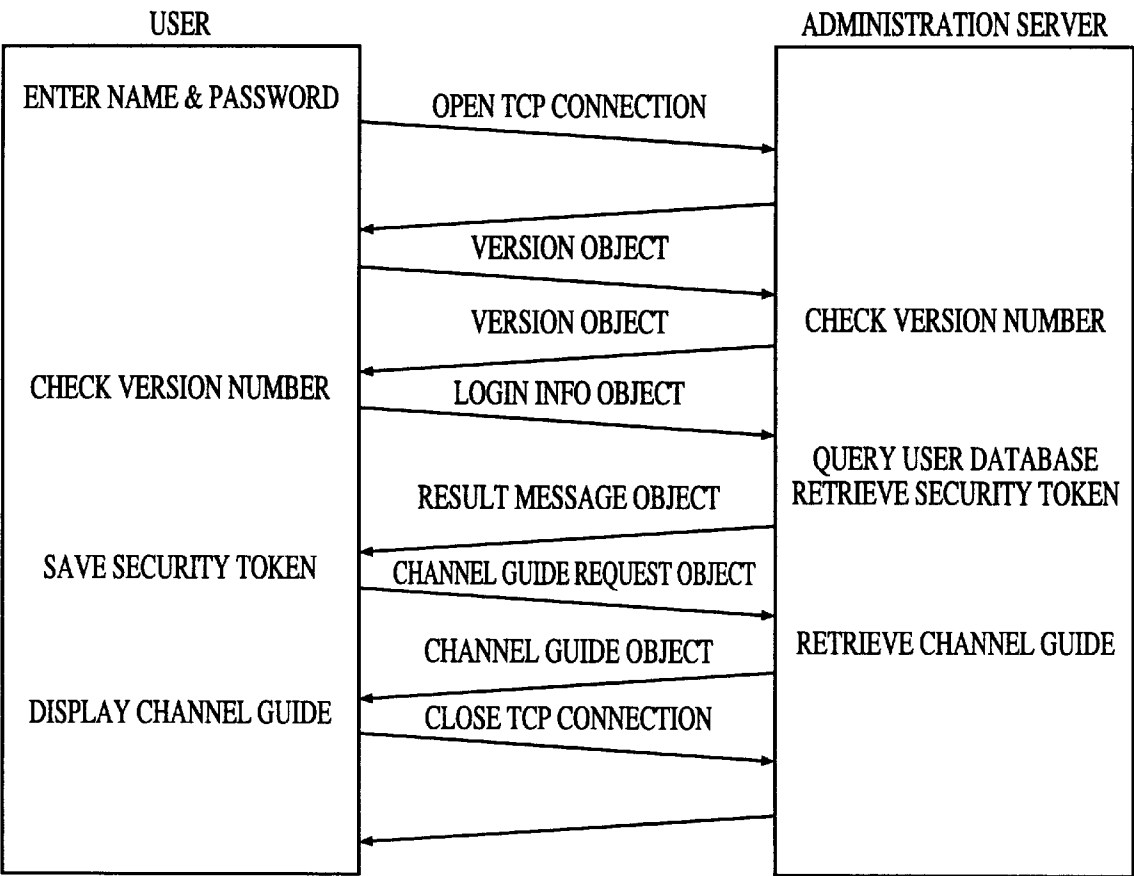 USER
ADMINISTRATION SERVER
ENTER NAME & PASSWORD
OPEN TCP CONNECTION
VERSION OBJECT
VERSION OBJECT
CHECK VERSION NUMBER
CHECK VERSION NUMBER
LOGIN INFO OBJECT
QUERY USER DATABASE
RETRIEVE SECURITY TOKEN
RESULT MESSAGE OBJECT
SAVE SECURITY TOKEN
CHANNEL GUIDE REQUEST OBJECT
RETRIEVE CHANNEL GUIDE
CHANNEL GUIDE OBJECT
DISPLAY CHANNEL GUIDE
CLOSE TCP CONNECTION